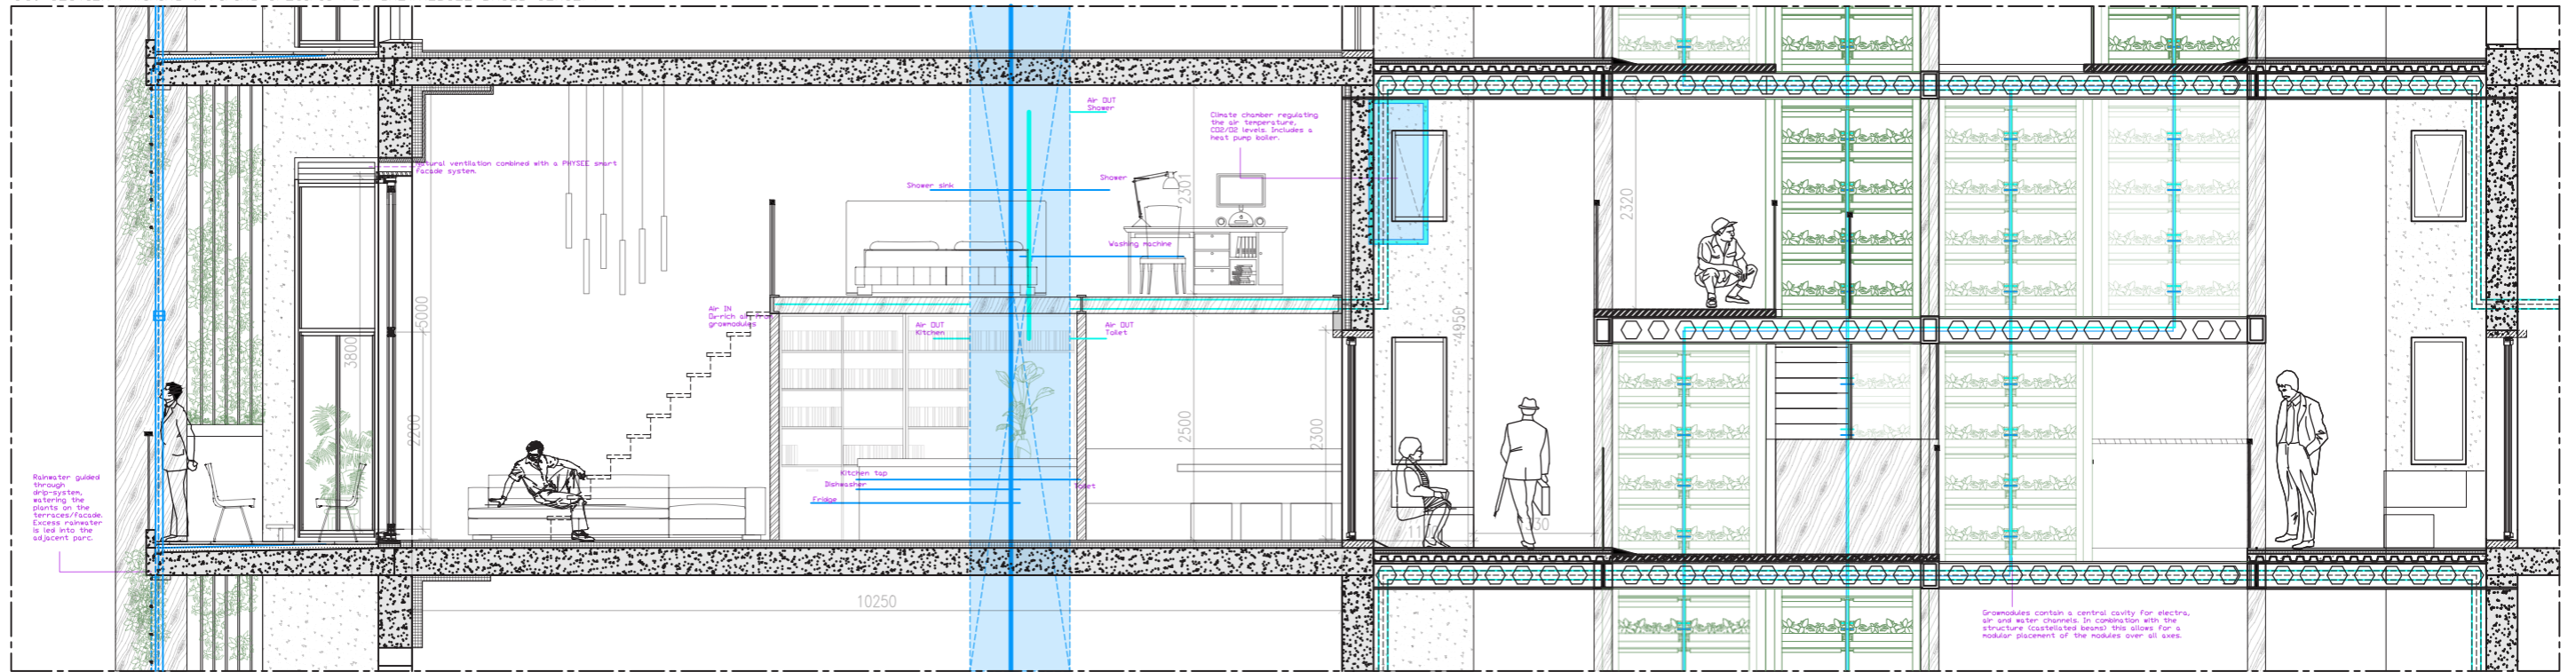 Air OUT
Shower
Climate chamber regulating
the air temperature,
CO2/O2 levels. Includes a
heat pump boiler.
Natural ventilation combined with a PHYSEE smart
facade system.
Shower sink
Shower
2301
2320
Washing machine
5000
Air IN
growmodules.
Air OUT
Kitchen
Air OUT
Toilet
4950
3800
2200
2500
2300
Kitchen tap
Dishwasher
Toilet
Fridge
Rainwater guided
through
drip-system,
watering the
plants on the
terraces/facade.
Excess rainwater
is led into the
adjacent parc.
10250
Growmodules contain a central cavity for electra,
air and water channels. In combination with the
structure (castellated beams) this allows for a
modular placement of the modules over all axes.